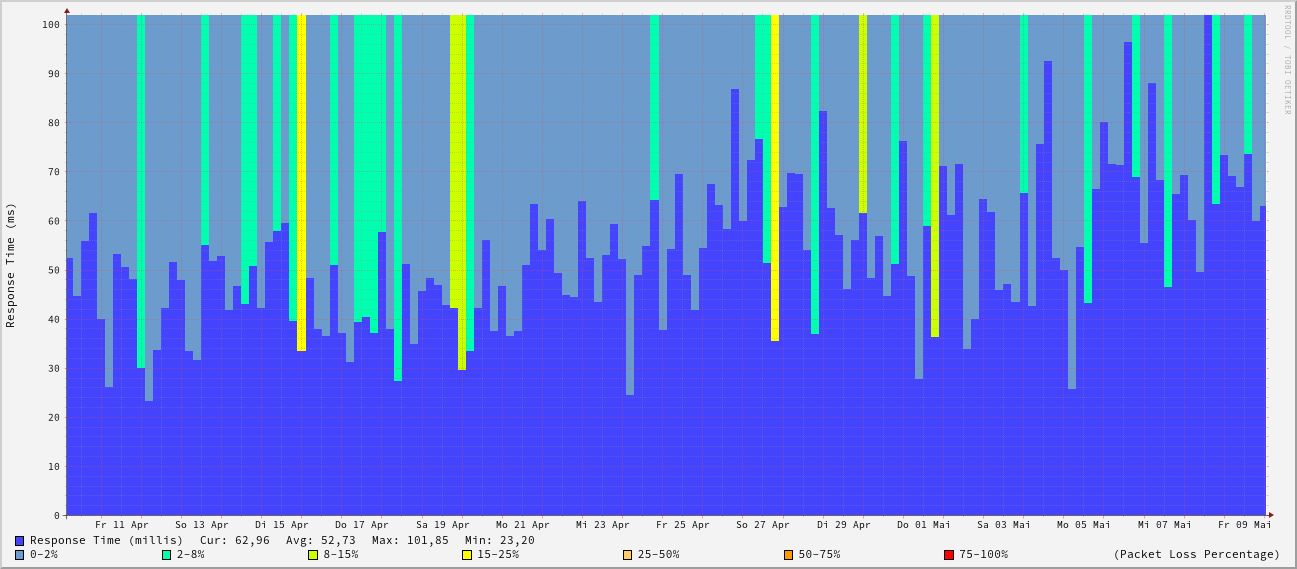 RRDTOOL / TOBI OETIKER
Response Time (ms)
100
90
80
70
60
50
40
30
20
10
0
Fr 11 Apr So 13 Apr Di 15 Apr Do 17 Apr Sa 19 Apr Mo 21 Apr Mi 23 Apr Fr 25 Apr So 27 Apr Di 29 Apr Do 01 Mai Sa 03 Mai Mo 05 Mai Mi 07 Mai Fr 09 Mai
Response Time (millis) Cur: 62,96 Avg: 52,73 Max: 101,85 Min: 23,20
0-2% 2-8% 8-15% 15-25% 25-50% 50-75% 75-100% (Packet Loss Percentage)